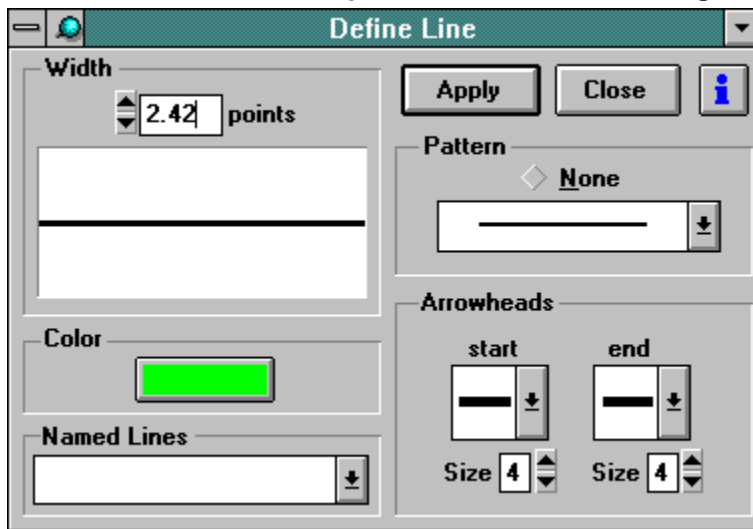 Define Line
Width
2.42 points
Apply
Close
i
Pattern
None
Arrowheads
start
end
Size 4
Size 4
Color
Named Lines